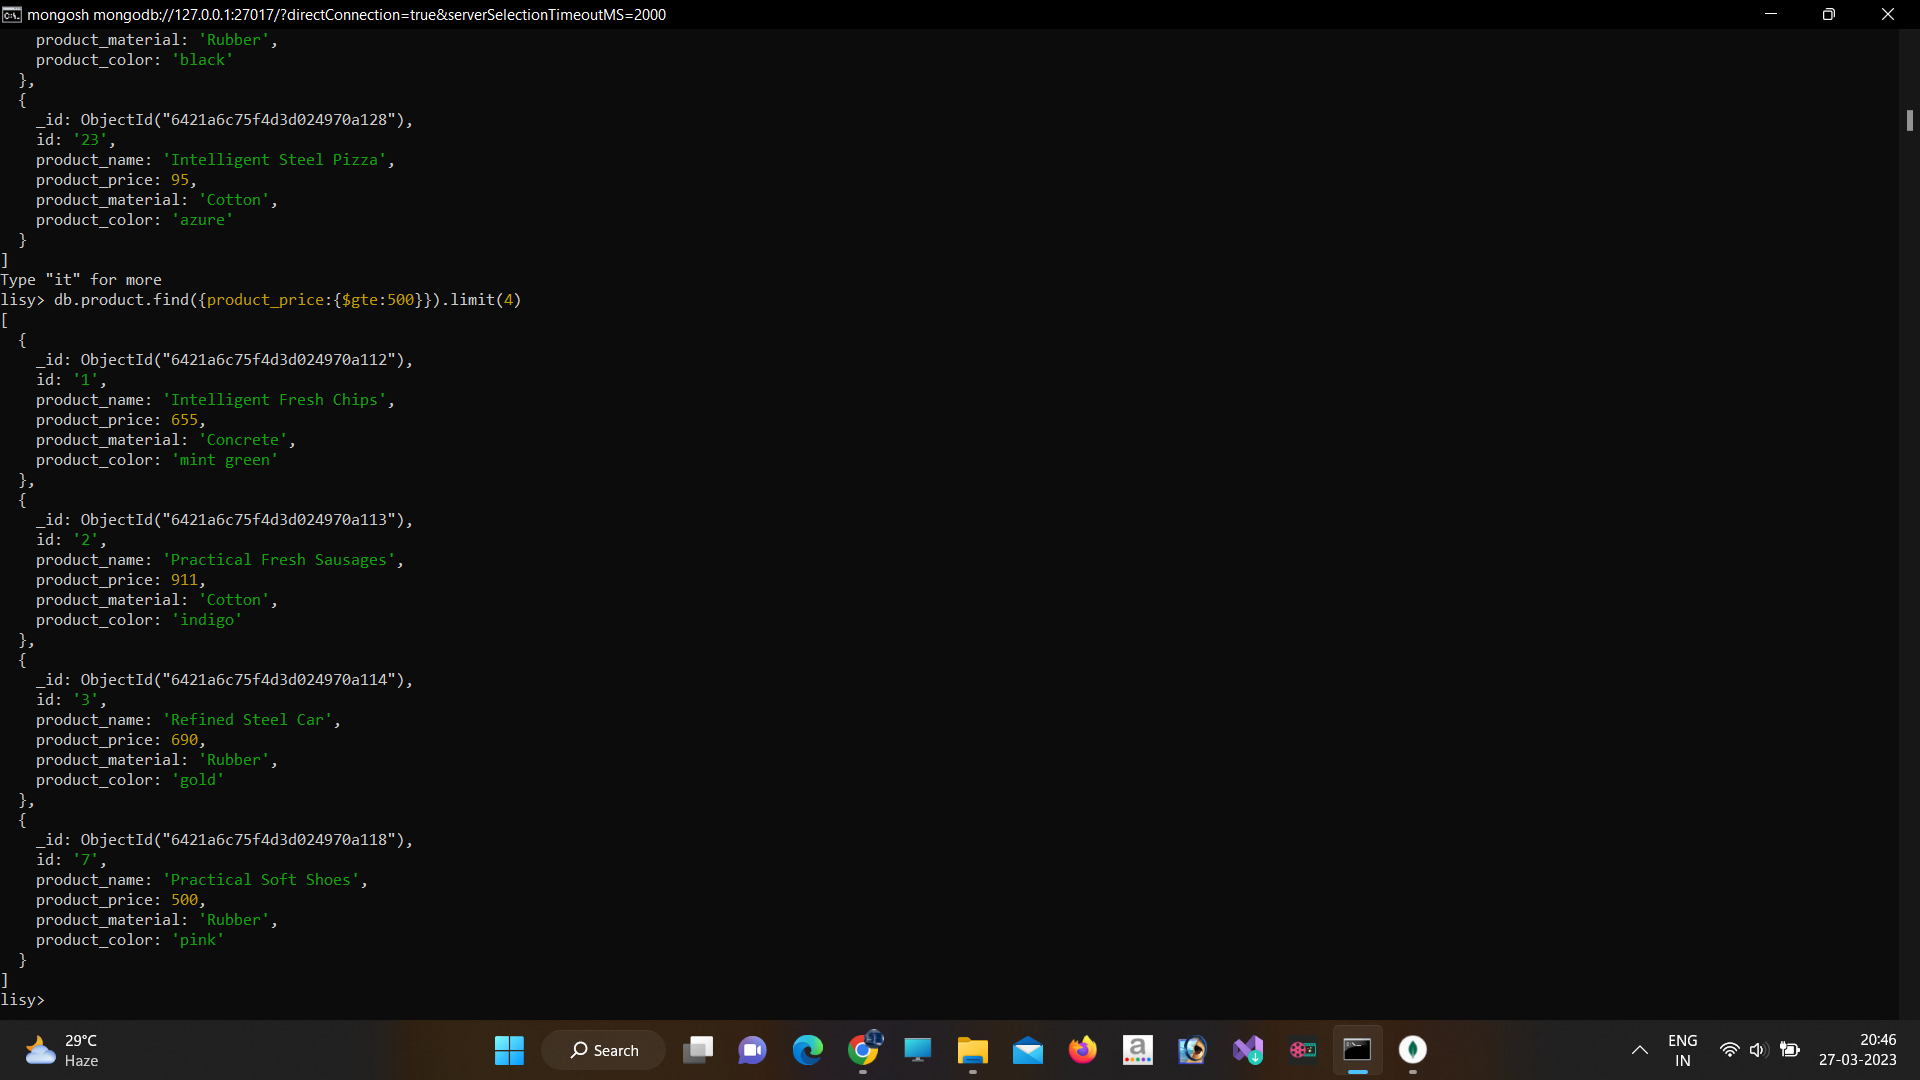 mongosh mongodb://127.0.0.1:27017/?directConnection=true&serverSelectionTimeoutMS=2000
    product_material: 'Rubber',
    product_color: 'black'
  },
  {
    _id: ObjectId("6421a6c75f4d3d024970a128"),
    id: '23',
    product_name: 'Intelligent Steel Pizza',
    product_price: 95,
    product_material: 'Cotton',
    product_color: 'azure'
  }
]
Type "it" for more
lisy> db.product.find({product_price:{$gte:500}}).limit(4)
[
  {
    _id: ObjectId("6421a6c75f4d3d024970a112"),
    id: '1',
    product_name: 'Intelligent Fresh Chips',
    product_price: 655,
    product_material: 'Concrete',
    product_color: 'mint green'
  },
  {
    _id: ObjectId("6421a6c75f4d3d024970a113"),
    id: '2',
    product_name: 'Practical Fresh Sausages',
    product_price: 911,
    product_material: 'Cotton',
    product_color: 'indigo'
  },
  {
    _id: ObjectId("6421a6c75f4d3d024970a114"),
    id: '3',
    product_name: 'Refined Steel Car',
    product_price: 690,
    product_material: 'Rubber',
    product_color: 'gold'
  },
  {
    _id: ObjectId("6421a6c75f4d3d024970a118"),
    id: '7',
    product_name: 'Practical Soft Shoes',
    product_price: 500,
    product_material: 'Rubber',
    product_color: 'pink'
  }
]
lisy>
29°C
Haze
Search
ENG
IN
20:46
27-03-2023